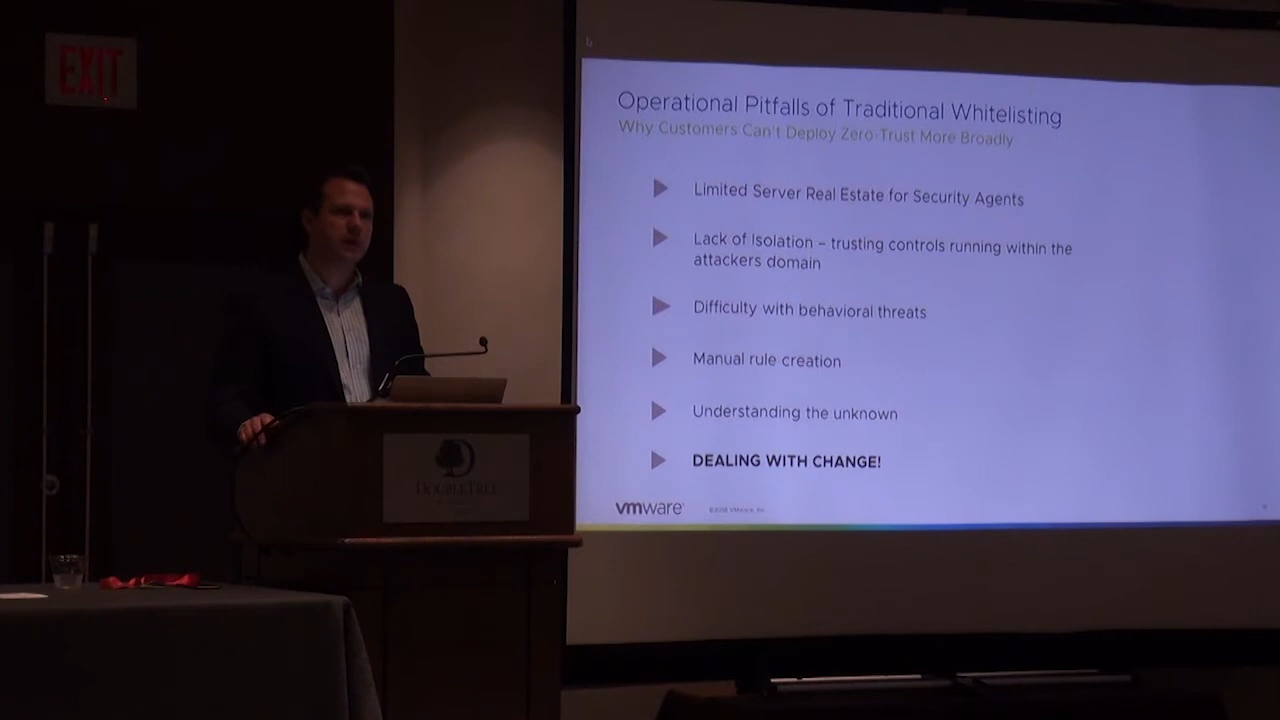 EXIT
Operational Pitfalls of Traditional Whitelisting
Why Customers Can't Deploy Zero-Trust More Broadly
Limited Server Real Estate for Security Agents
Lack of Isolation – trusting controls running within the
attackers domain
Difficulty with behavioral threats
Manual rule creation
Understanding the unknown
DEALING WITH CHANGE!
vmware
DOUBLETREE